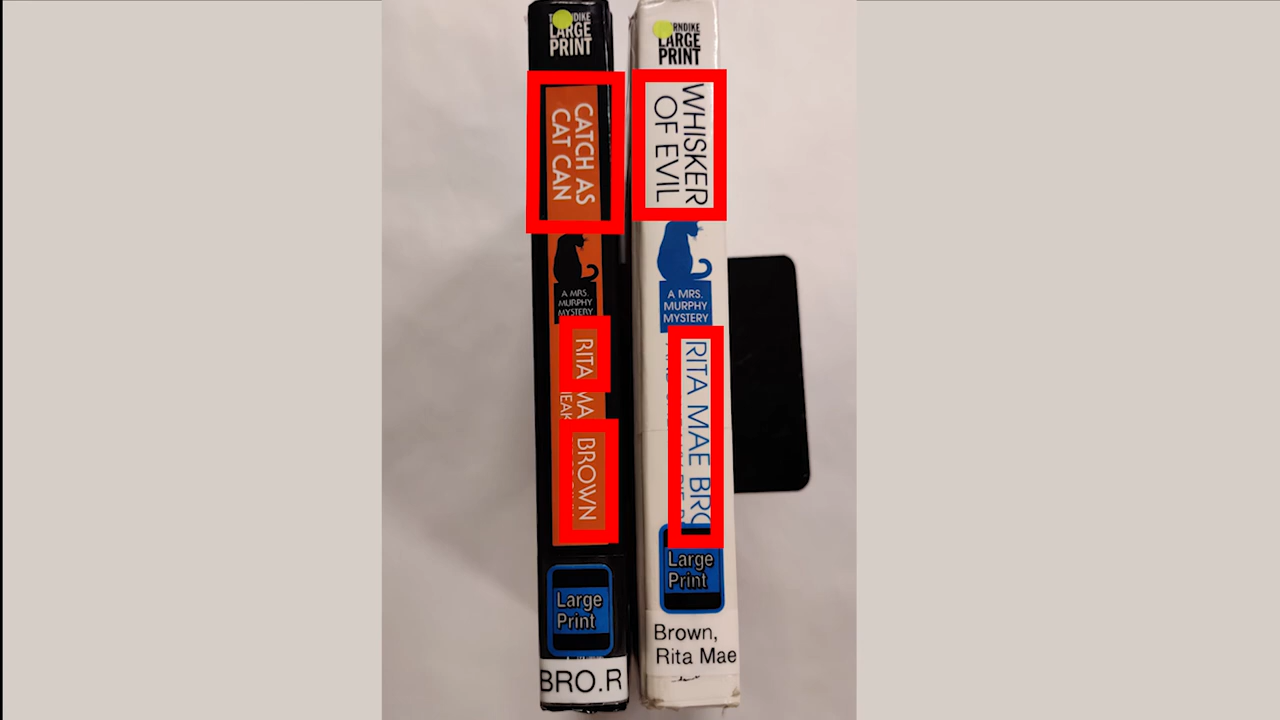 LARGE
PRINT
CATCH AS
CAT CAN
A MRS.
MURPHY
MYSTERY
RITA MA
BROWN
Large
Print
BRO.R
LARGE
PRINT
WHISKER
OF EVIL
A MRS.
MURPHY
MYSTERY
RITA MAE BRO
Large
Print
Brown,
Rita Mae